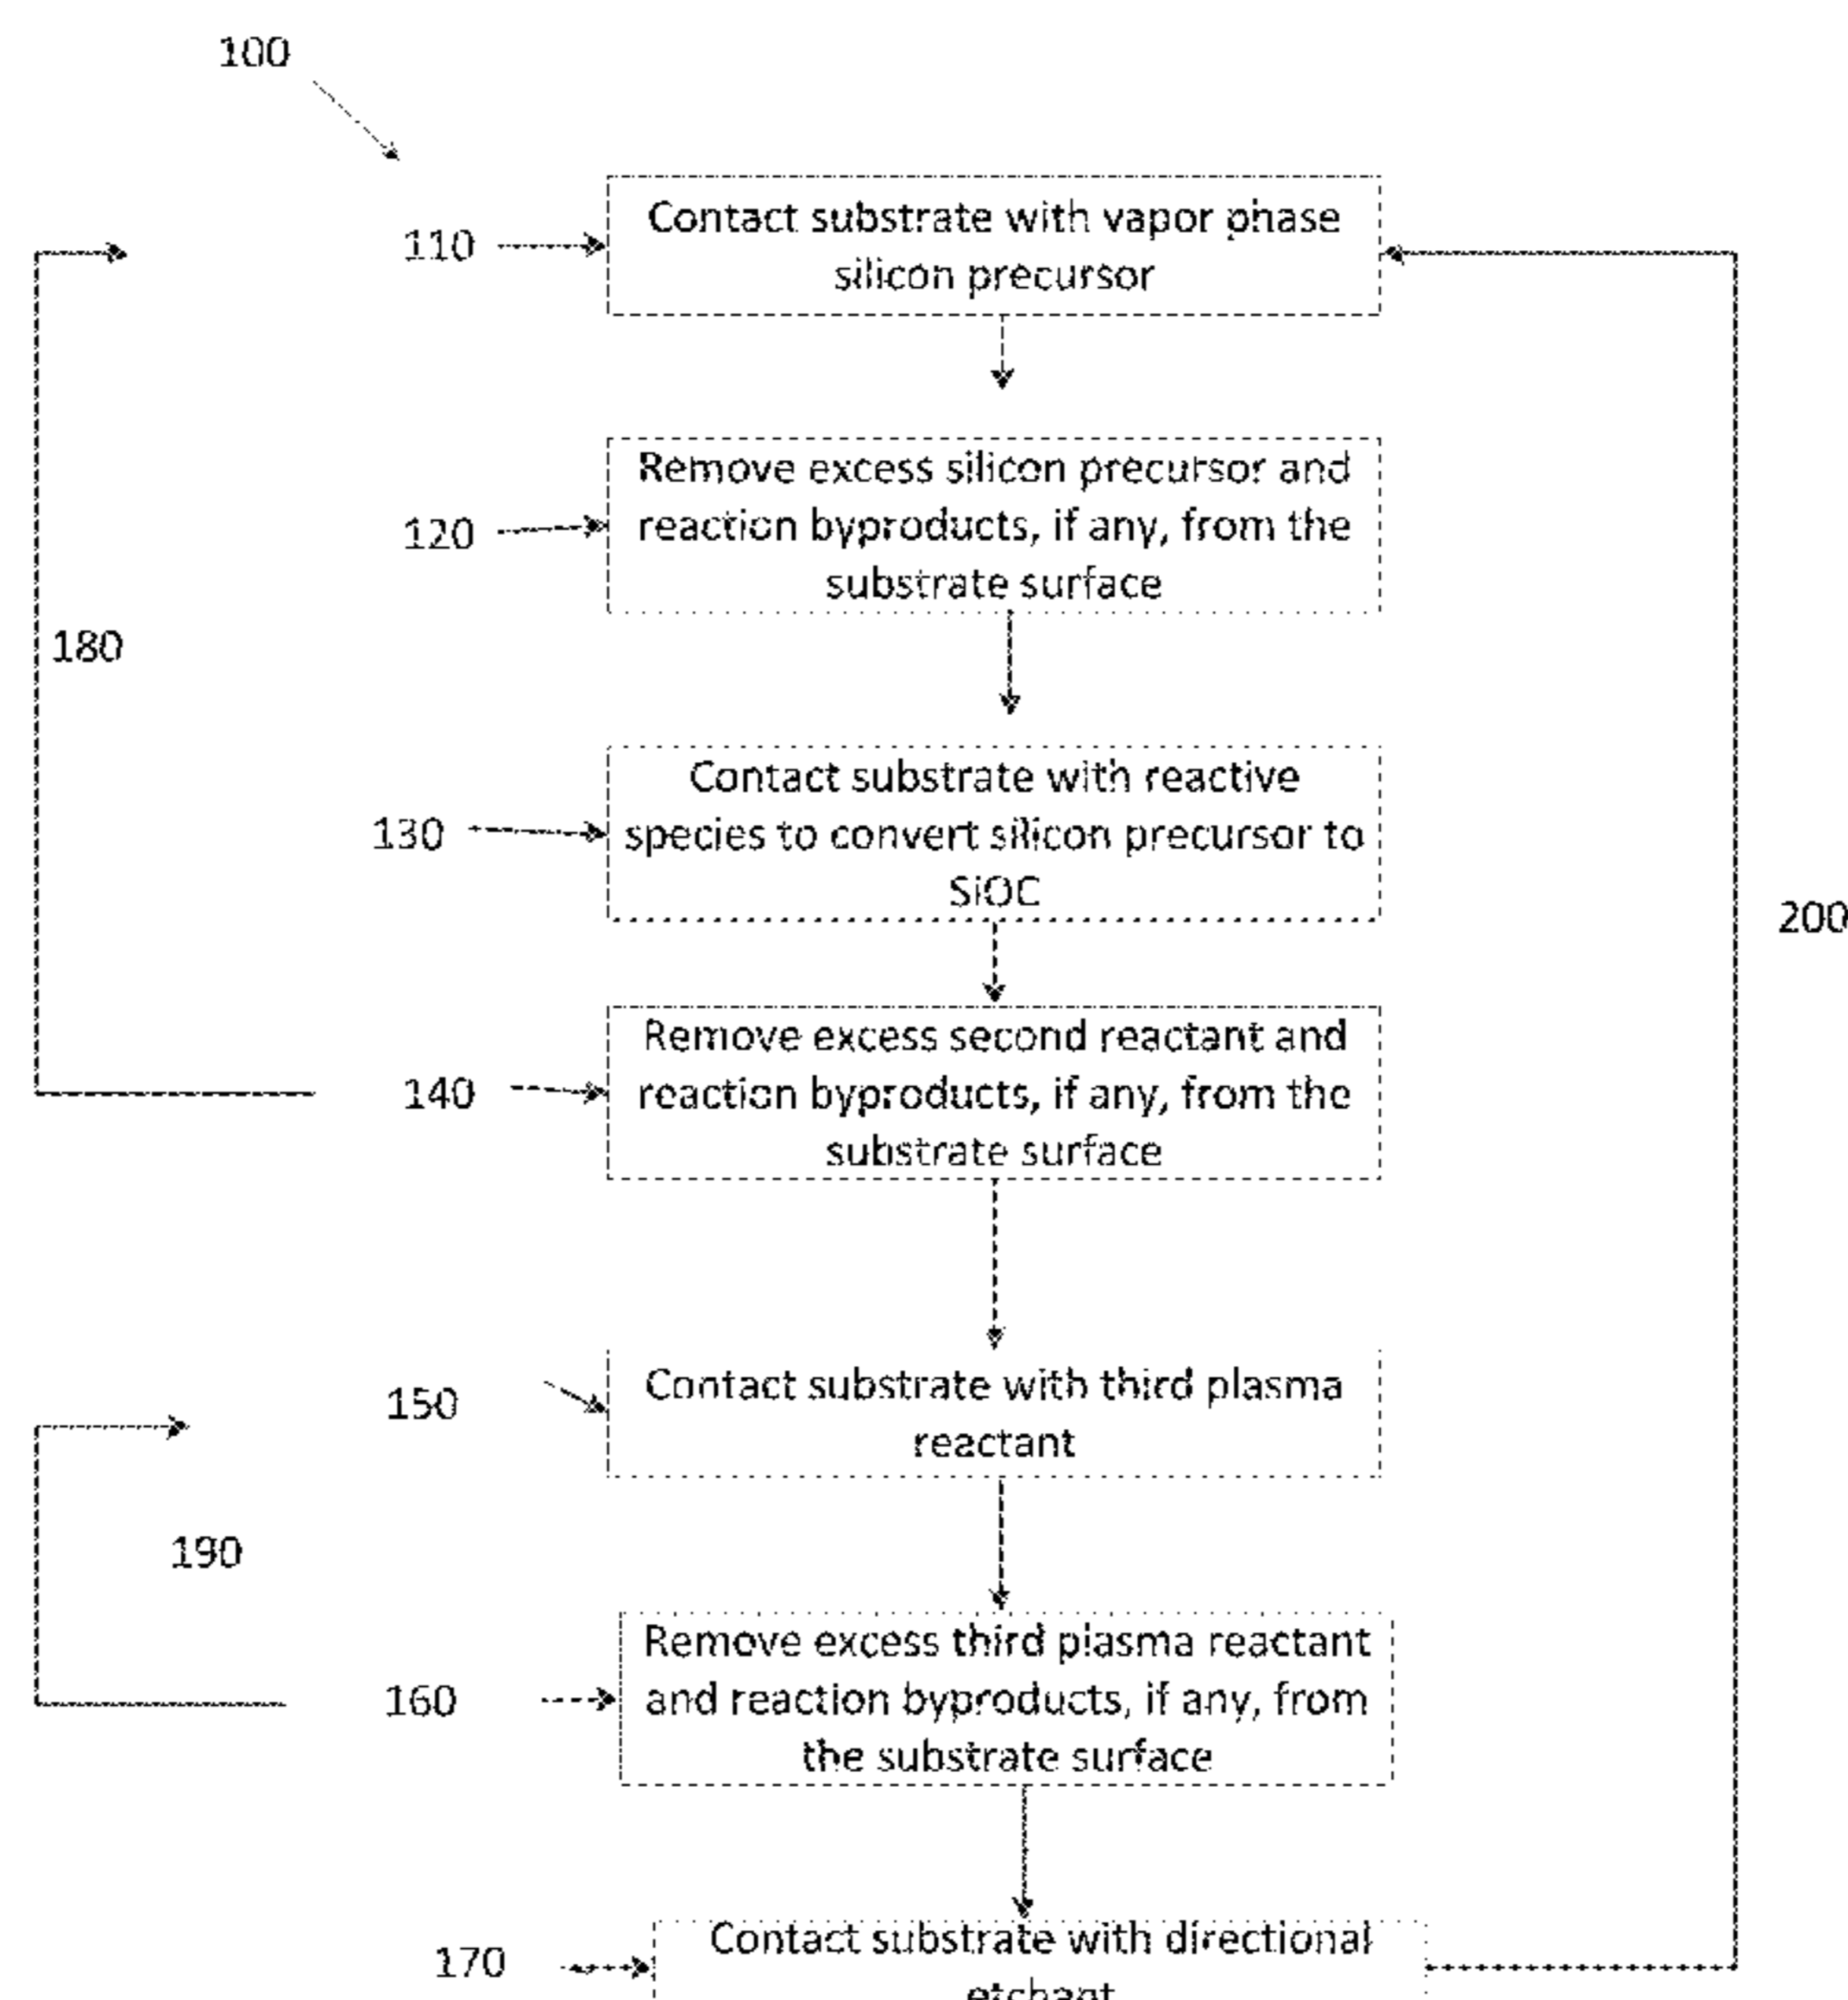 100
110
Contact substrate with vapor phase
silicon precursor
120
Remove excess silicon precursor and
reaction byproducts, if any, from the
substrate surface
180
130
Contact substrate with reactive
species to convert silicon precursor to
SiOC
200
140
Remove excess second reactant and
reaction byproducts, if any, from the
substrate surface
150
Contact substrate with third plasma
reactant
190
160
Remove excess third plasma reactant
and reaction byproducts, if any, from
the substrate surface
170
Contact substrate with directional
etchant